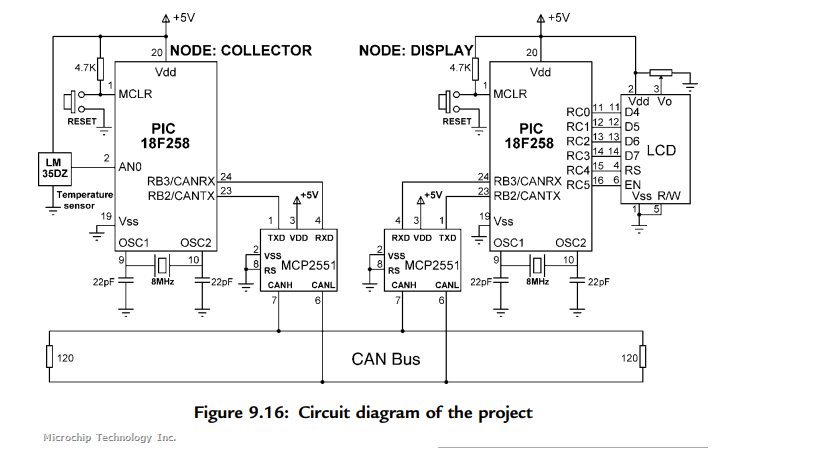 +5V
+5V
20
NODE: COLLECTOR
NODE: DISPLAY
20
4.7K
Vdd
4.7K
Vdd
1
MCLR
1
MCLR
2
3
Vdd Vo
RESET
PIC
18F258
RESET
PIC
18F258
RC0 11 11 D4
RC1 12 12 D5
RC2 13 13 D6
RC3 14 14 D7
RC4 15 4 RS
RC5 16 6 EN
LCD
Vss R/W
1
5
LM
35DZ
2
AN0
Temperature
sensor
RB3/CANRX
24
RB2/CANTX
23
24
RB3/CANRX
23
RB2/CANTX
+5V
+5V
19
Vss
19
Vss
1
3
4
4
3
1
TXD VDD RXD
RXD VDD TXD
OSC1
OSC2
OSC1
OSC2
2
VSS
8
RS
MCP2551
2
VSS
8
RS
MCP2551
9
10
9
10
22pF
8MHz
22pF
22pF
8MHz
22pF
CANH
CANL
CANH
CANL
7
6
7
6
120
CAN Bus
120
Figure 9.16: Circuit diagram of the project
Microchip Technology Inc.